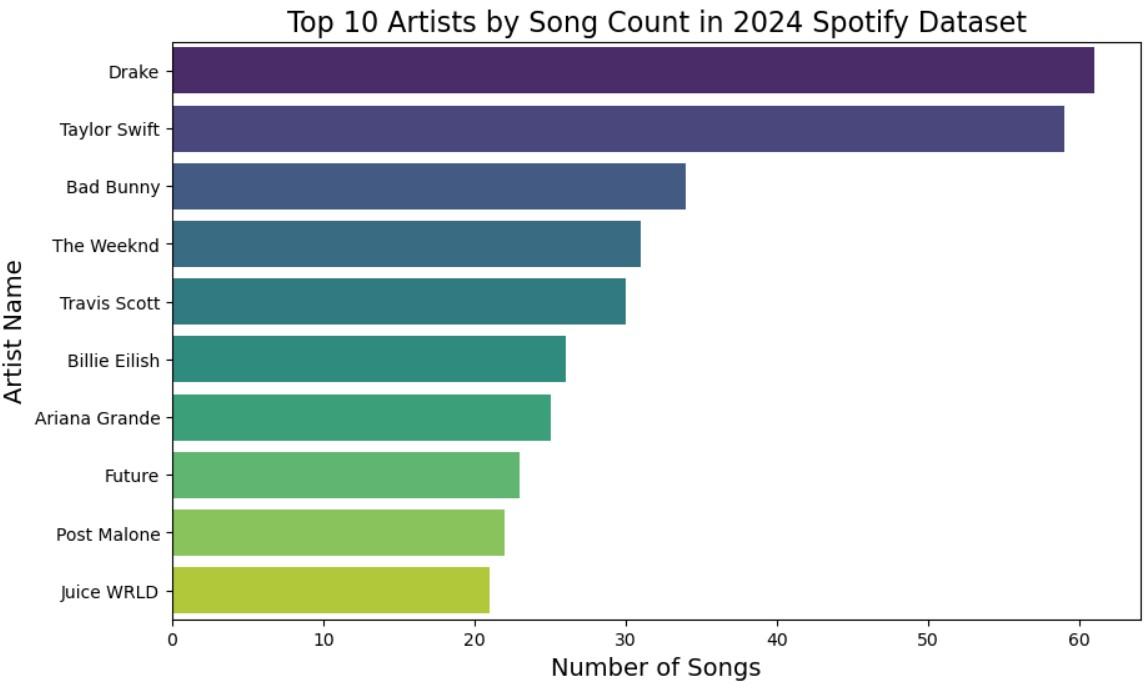 Top 10 Artists by Song Count in 2024 Spotify Dataset
Artist Name
Drake
Taylor Swift
Bad Bunny
The Weeknd
Travis Scott
Billie Eilish
Ariana Grande
Future
Post Malone
Juice WRLD
0 10 20 30 40 50 60
Number of Songs